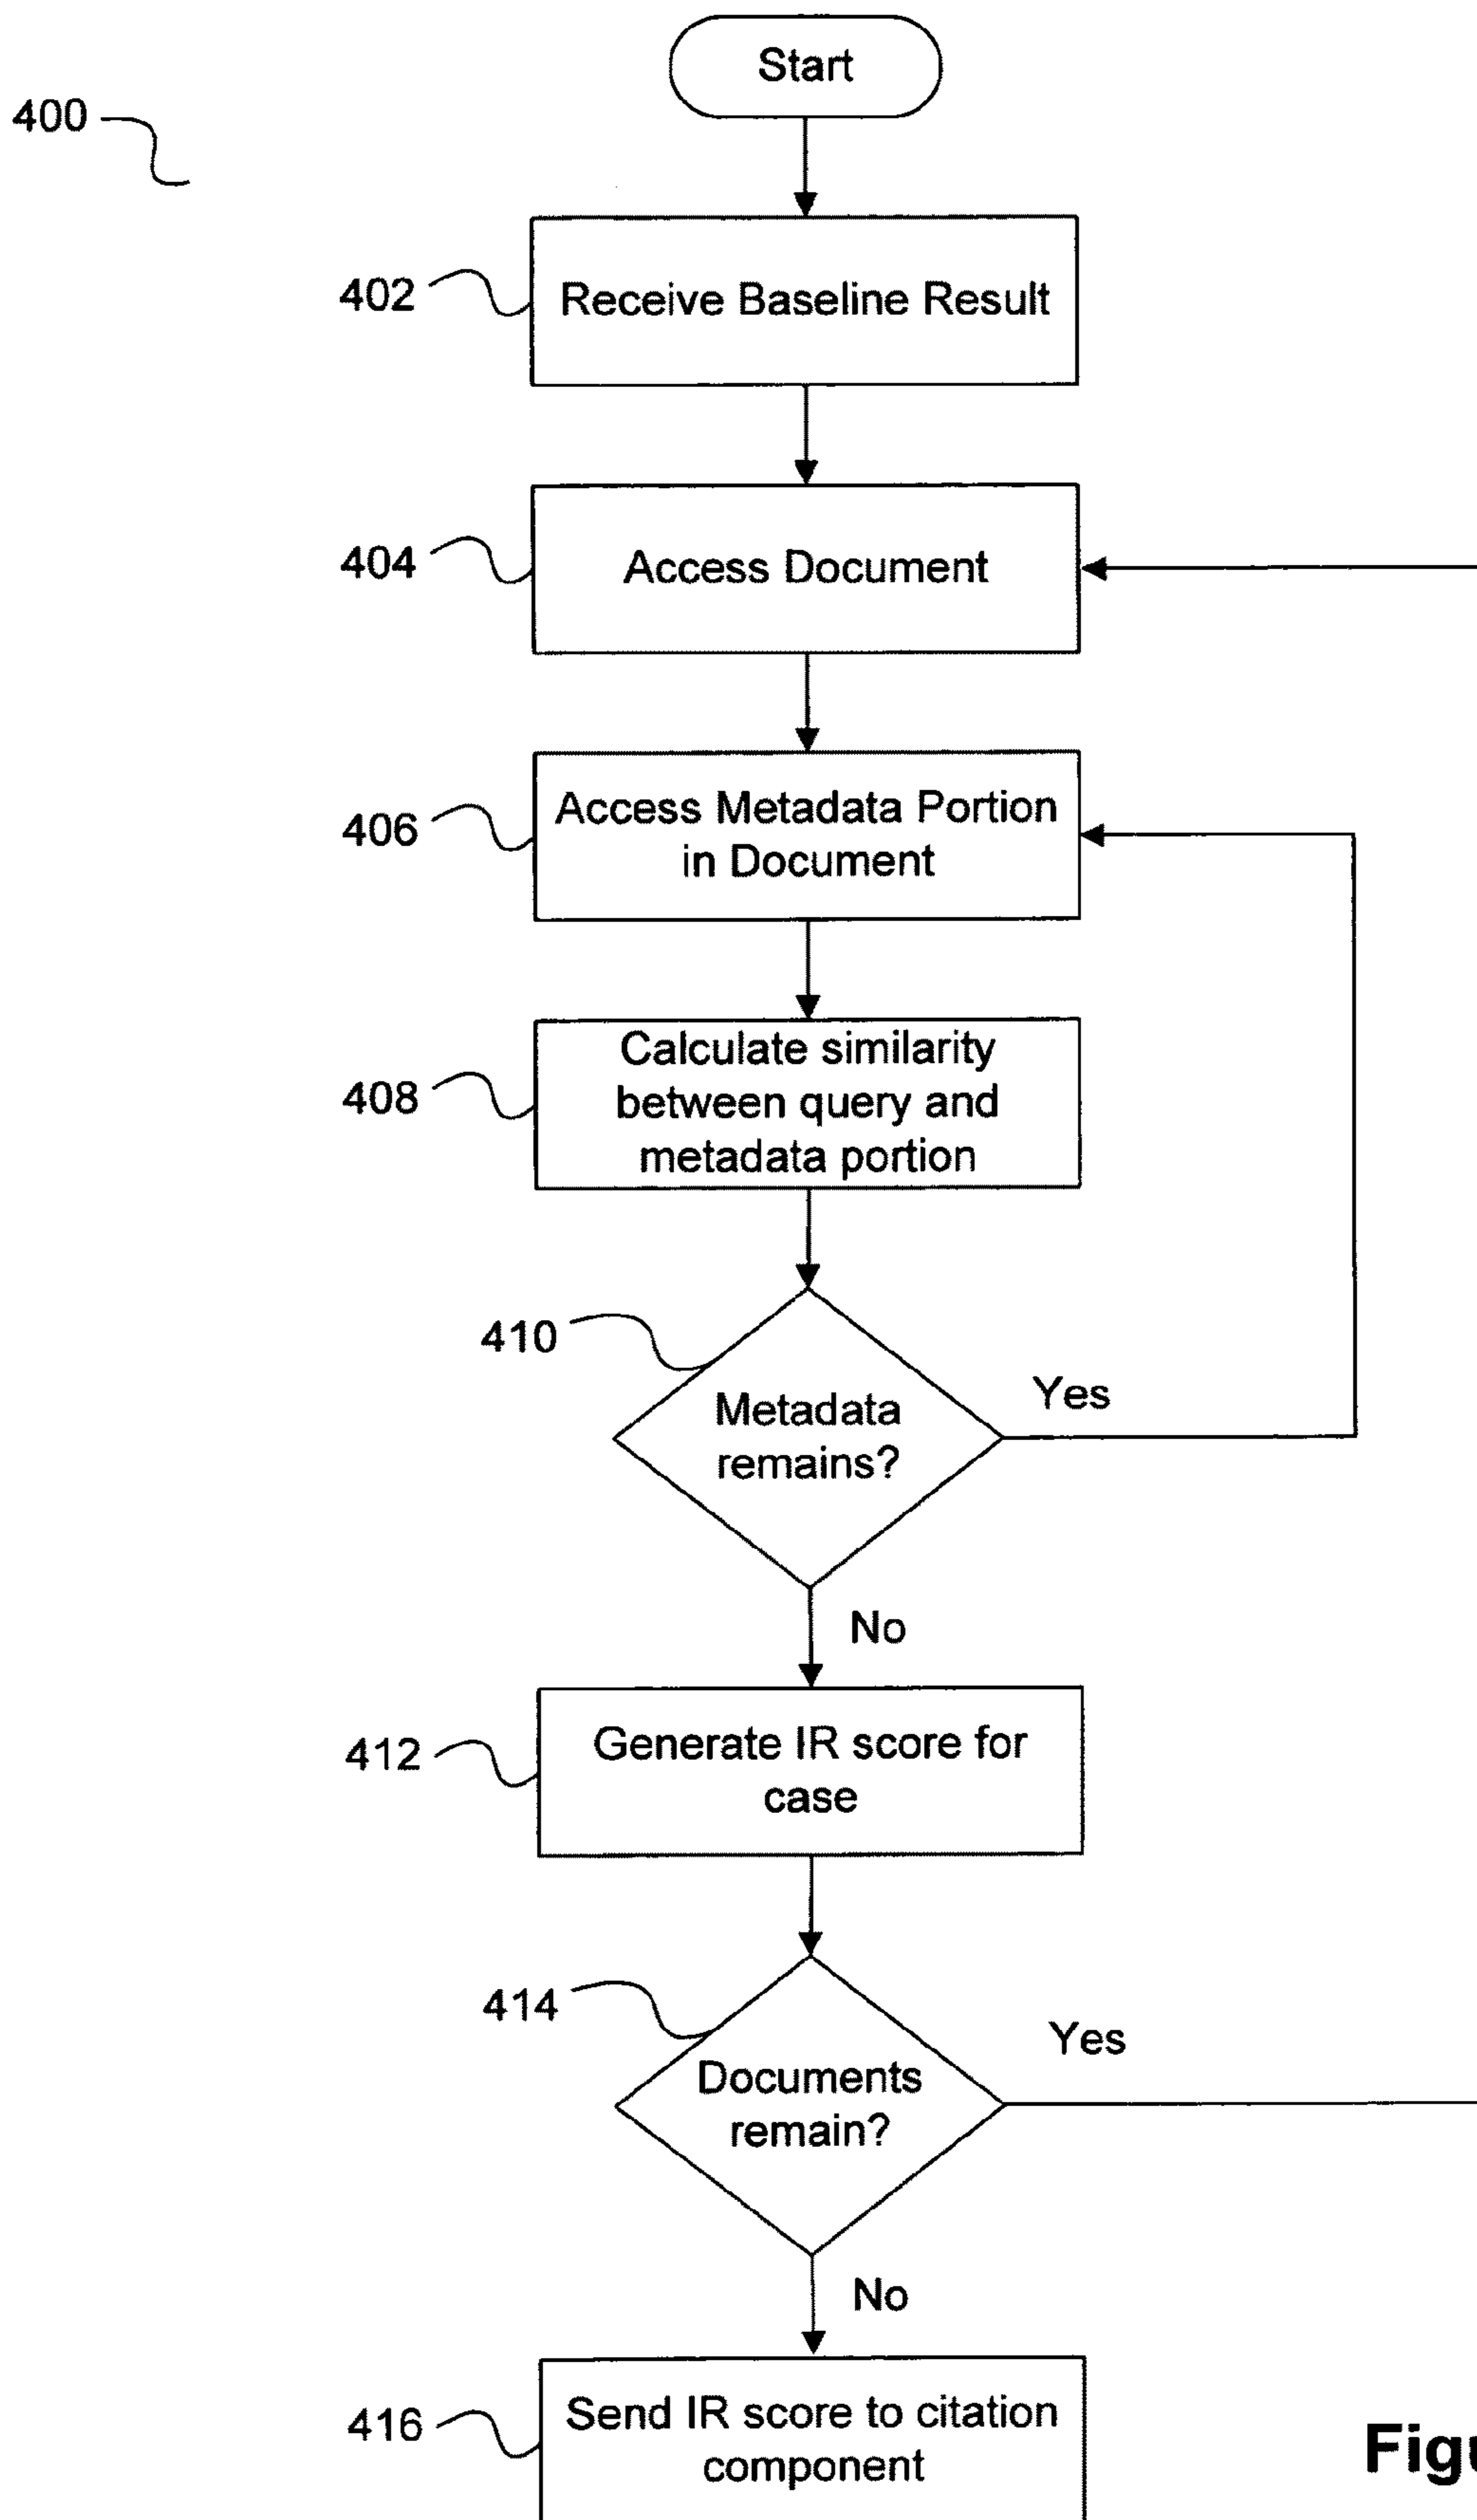 Start
400
402
Receive Baseline Result
404
Access Document
406
Access Metadata Portion
in Document
408
Calculate similarity
between query and
metadata portion
410
Metadata
remains?
Yes
No
412
Generate IR score for
case
414
Documents
remain?
Yes
No
416
Send IR score to citation
component